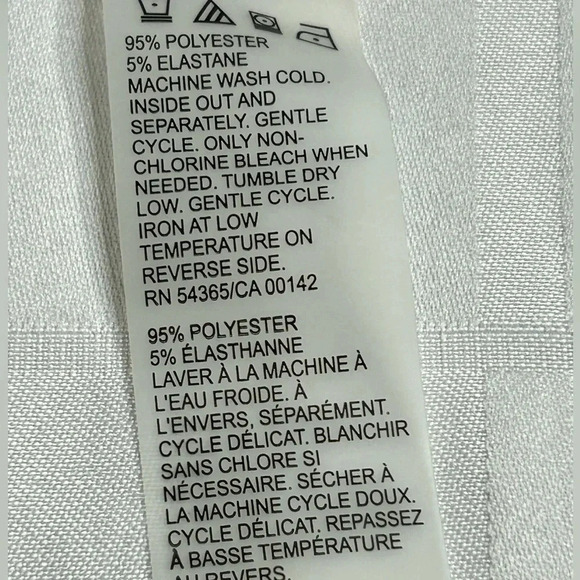 95% POLYESTER
5% ELASTANE
MACHINE WASH COLD.
INSIDE OUT AND
SEPARATELY. GENTLE
CYCLE. ONLY NON-
CHLORINE BLEACH WHEN
NEEDED. TUMBLE DRY
LOW. GENTLE CYCLE.
IRON AT LOW
TEMPERATURE ON
REVERSE SIDE.
RN 54365/CA 00142
95% POLYESTER
5% ÉLASTHANNE
LAVER À LA MACHINE À
L'EAU FROIDE. À
L'ENVERS, SÉPARÉMENT.
CYCLE DÉLICAT. BLANCHIR
SANS CHLORE SI
NÉCESSAIRE. SÉCHER À
LA MACHINE CYCLE DOUX.
CYCLE DÉLICAT. REPASSEZ
À BASSE TEMPÉRATURE
AU REVERS.